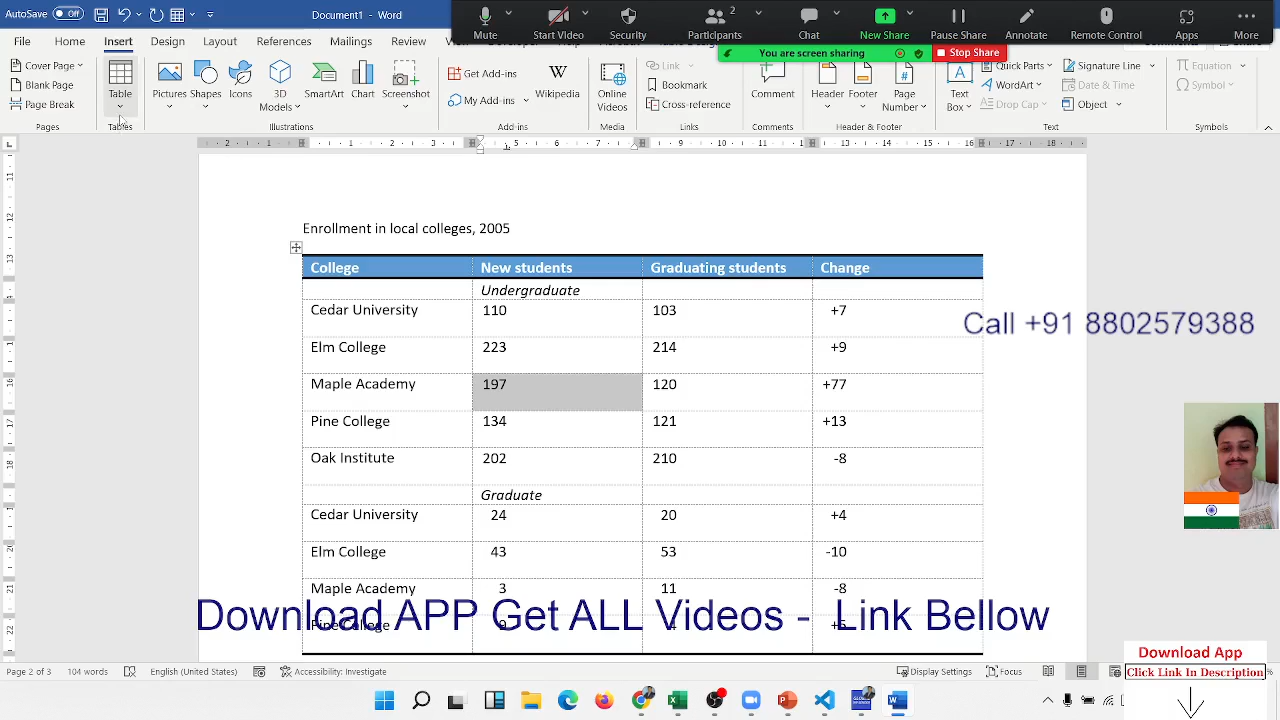 AutoSave Off Document1 - Word
Mute Start Video Security Participants 2 Chat New Share Pause Share Annotate Remote Control Apps More
You are screen sharing Stop Share
File Home Insert Design Layout References Mailings Review
Cover Page
Blank Page
Page Break
Pages
Table
Tables
Pictures Shapes Icons 3D Models SmartArt Chart Screenshot
Illustrations
Get Add-ins
My Add-ins
Wikipedia
Add-ins
Online Videos
Media
Link
Bookmark
Cross-reference
Links
Comment
Comments
Header Footer Page Number
Header & Footer
Text Box
Quick Parts
WordArt
Drop Cap
Signature Line
Date & Time
Object
Text
Equation
Symbol
Symbols
Enrollment in local colleges, 2005
College New students Graduating students Change
Undergraduate
Cedar University 110 103 +7
Elm College 223 214 +9
Maple Academy 197 120 +77
Pine College 134 121 +13
Oak Institute 202 210 -8
Graduate
Cedar University 24 20 +4
Elm College 43 53 -10
Maple Academy 3 11 -8
Pine College
Call +91 8802579388
Download APP Get ALL Videos - Link Bellow
Download App
Click Link In Description
Page 2 of 3 104 words English (United States) Accessibility: Investigate Display Settings Focus